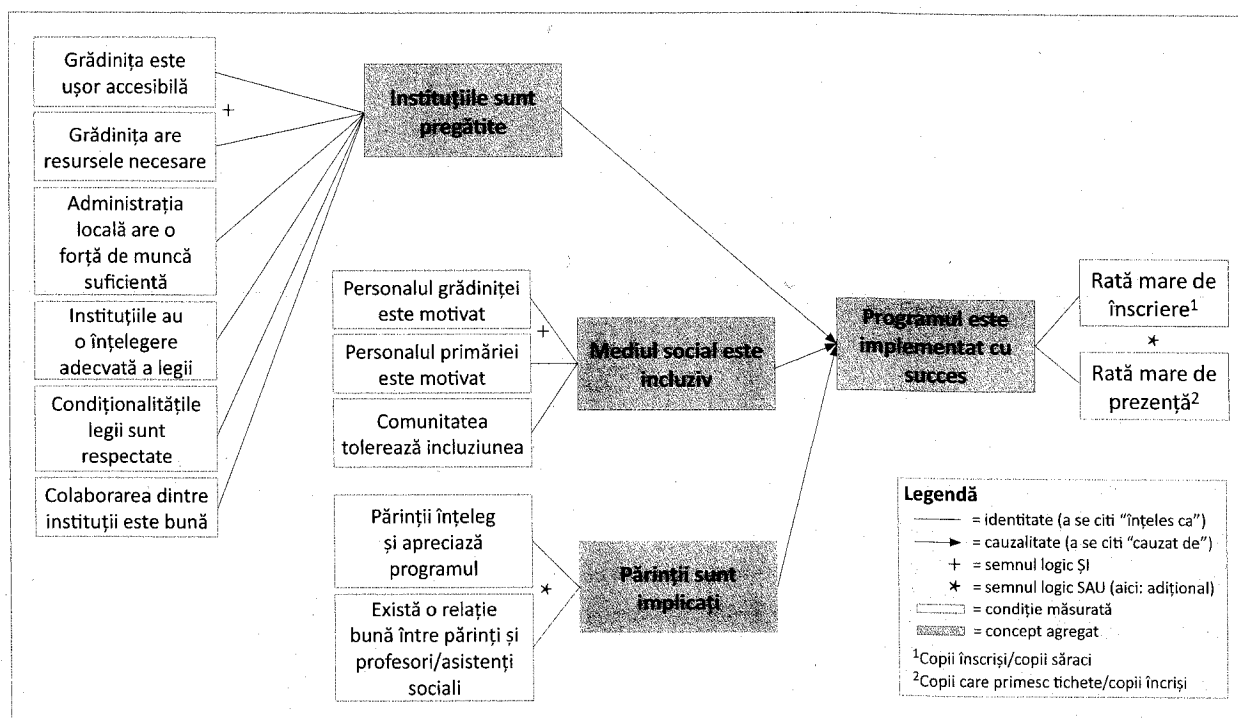 Grădinița este
ușor accesibilă
+
Grădinița are
resursele necesare
Administrația
locală are o
forță de muncă
suficientă
Instituțiile au
o înțelegere
adecvată a legii
Condiționalitățile
legii sunt
respectate
Colaborarea dintre
instituții este bună
Instituțiile sunt
pregătite
Personalul grădiniței
este motivat
+
Personalul primăriei
este motivat
Comunitatea
tolerează incluziunea
Mediul social este
incluziv
Părinții înțeleg
și apreciază
programul
*
Există o relație
bună între părinți și
profesori/asistenți
sociali
Părinții sunt
implicați
Programul este
implementat cu
succes
Rată mare de
înscriere1
*
Rată mare de
prezență2
Legendă
= identitate (a se citi “înțeles ca”)
= cauzalitate (a se citi “cauzat de”)
+ = semnul logic ȘI
* = semnul logic SAU (aici: adițional)
= condiție măsurată
= concept agregat
1Copii înscriși/copii săraci
2Copii care primesc tichete/copii încriși